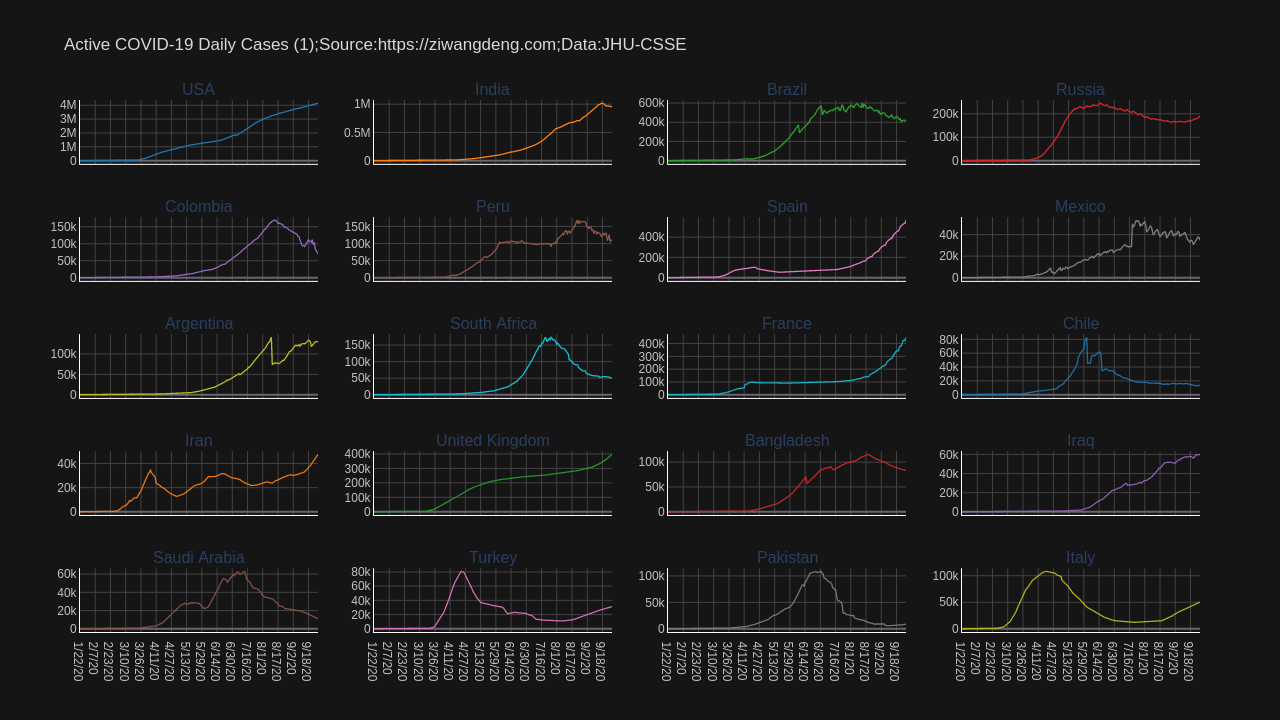 Active COVID-19 Daily Cases (1);Source:https://ziwangdeng.com;Data:JHU-CSSE
USA
India
Brazil
Russia
4M
3M
2M
1M
0
1M
0.5M
0
600k
400k
200k
0
200k
100k
0
Colombia
Peru
Spain
Mexico
150k
100k
50k
0
150k
100k
50k
0
400k
200k
0
40k
20k
0
Argentina
South Africa
France
Chile
100k
50k
0
150k
100k
50k
0
400k
300k
200k
100k
0
80k
60k
40k
20k
0
Iran
United Kingdom
Bangladesh
Iraq
40k
20k
0
400k
300k
200k
100k
0
100k
50k
0
60k
40k
20k
0
Saudi Arabia
Turkey
Pakistan
Italy
60k
40k
20k
0
80k
60k
40k
20k
0
100k
50k
0
100k
50k
0
1/22/20
2/7/20
2/23/20
3/10/20
3/26/20
4/11/20
4/27/20
5/13/20
5/29/20
6/14/20
6/30/20
7/16/20
8/1/20
8/17/20
9/2/20
9/18/20
1/22/20
2/7/20
2/23/20
3/10/20
3/26/20
4/11/20
4/27/20
5/13/20
5/29/20
6/14/20
6/30/20
7/16/20
8/1/20
8/17/20
9/2/20
9/18/20
1/22/20
2/7/20
2/23/20
3/10/20
3/26/20
4/11/20
4/27/20
5/13/20
5/29/20
6/14/20
6/30/20
7/16/20
8/1/20
8/17/20
9/2/20
9/18/20
1/22/20
2/7/20
2/23/20
3/10/20
3/26/20
4/11/20
4/27/20
5/13/20
5/29/20
6/14/20
6/30/20
7/16/20
8/1/20
8/17/20
9/2/20
9/18/20